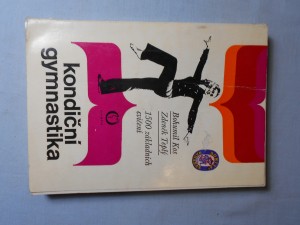 kondiční
gymnastika
Bohumil Kos
Zdeněk Teplý
1500 základních
cvičení